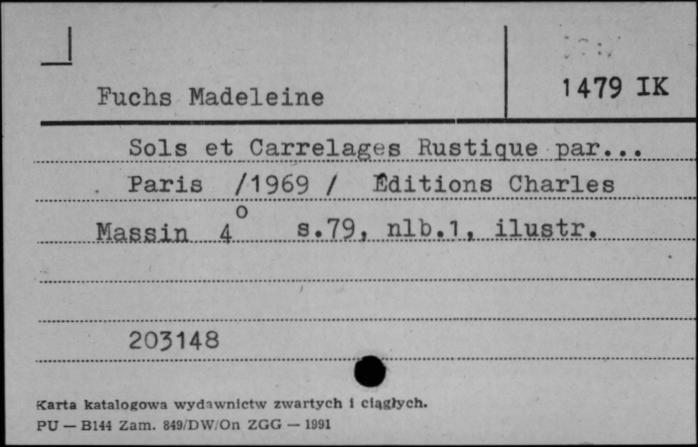 Fuchs Madeleine
1479 IK
Sols et Carrelages Rustique par...
Paris /1969 / Éditions Charles
Massin 4° s.79, nlb.1, ilustr.
203148
Karta katalogowa wydawnictw zwartych i ciągłych.
PU — B144 Zam. 849/DW/On ZGG — 1991